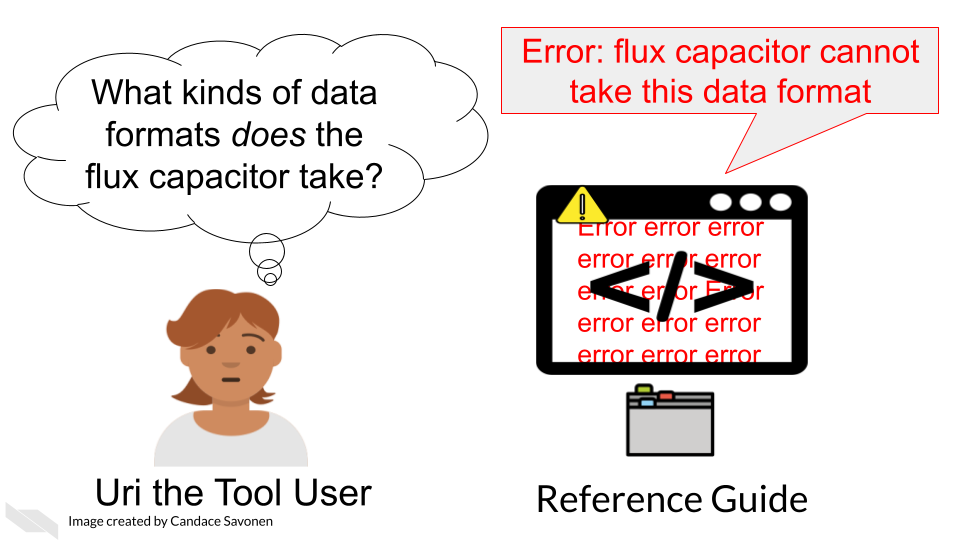 What kinds of data
formats does the
flux capacitor take?
Error: flux capacitor cannot
take this data format
Error error error
error error error
error error Error
error error error
error error error
</>
Uri the Tool User
Reference Guide
Image created by Candace Savonen